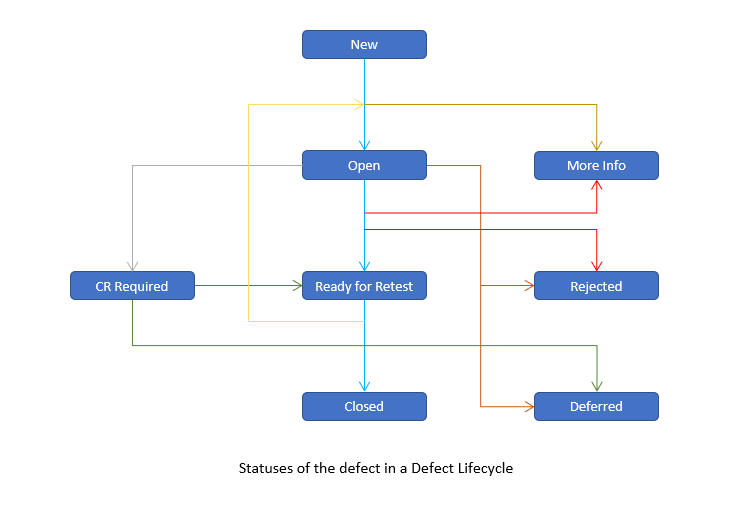 New
Open
More Info
CR Required
Ready for Retest
Rejected
Closed
Deferred
Statuses of the defect in a Defect Lifecycle